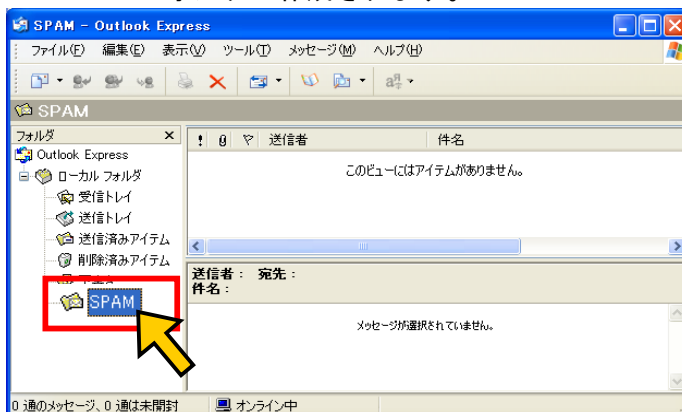 SPAM - Outlook Express
ファイル(F) 編集(E) 表示(V) ツール(T) メッセージ(M) ヘルプ(H)
SPAM
フォルダ ×
! 送信者 件名
Outlook Express
ローカル フォルダ
受信トレイ
送信トレイ
送信済みアイテム
削除済みアイテム
SPAM
このビューにはアイテムがありません。
送信者: 宛先:
件名:
メッセージが選択されていません。
0 通のメッセージ、0 通は未開封 オンライン中